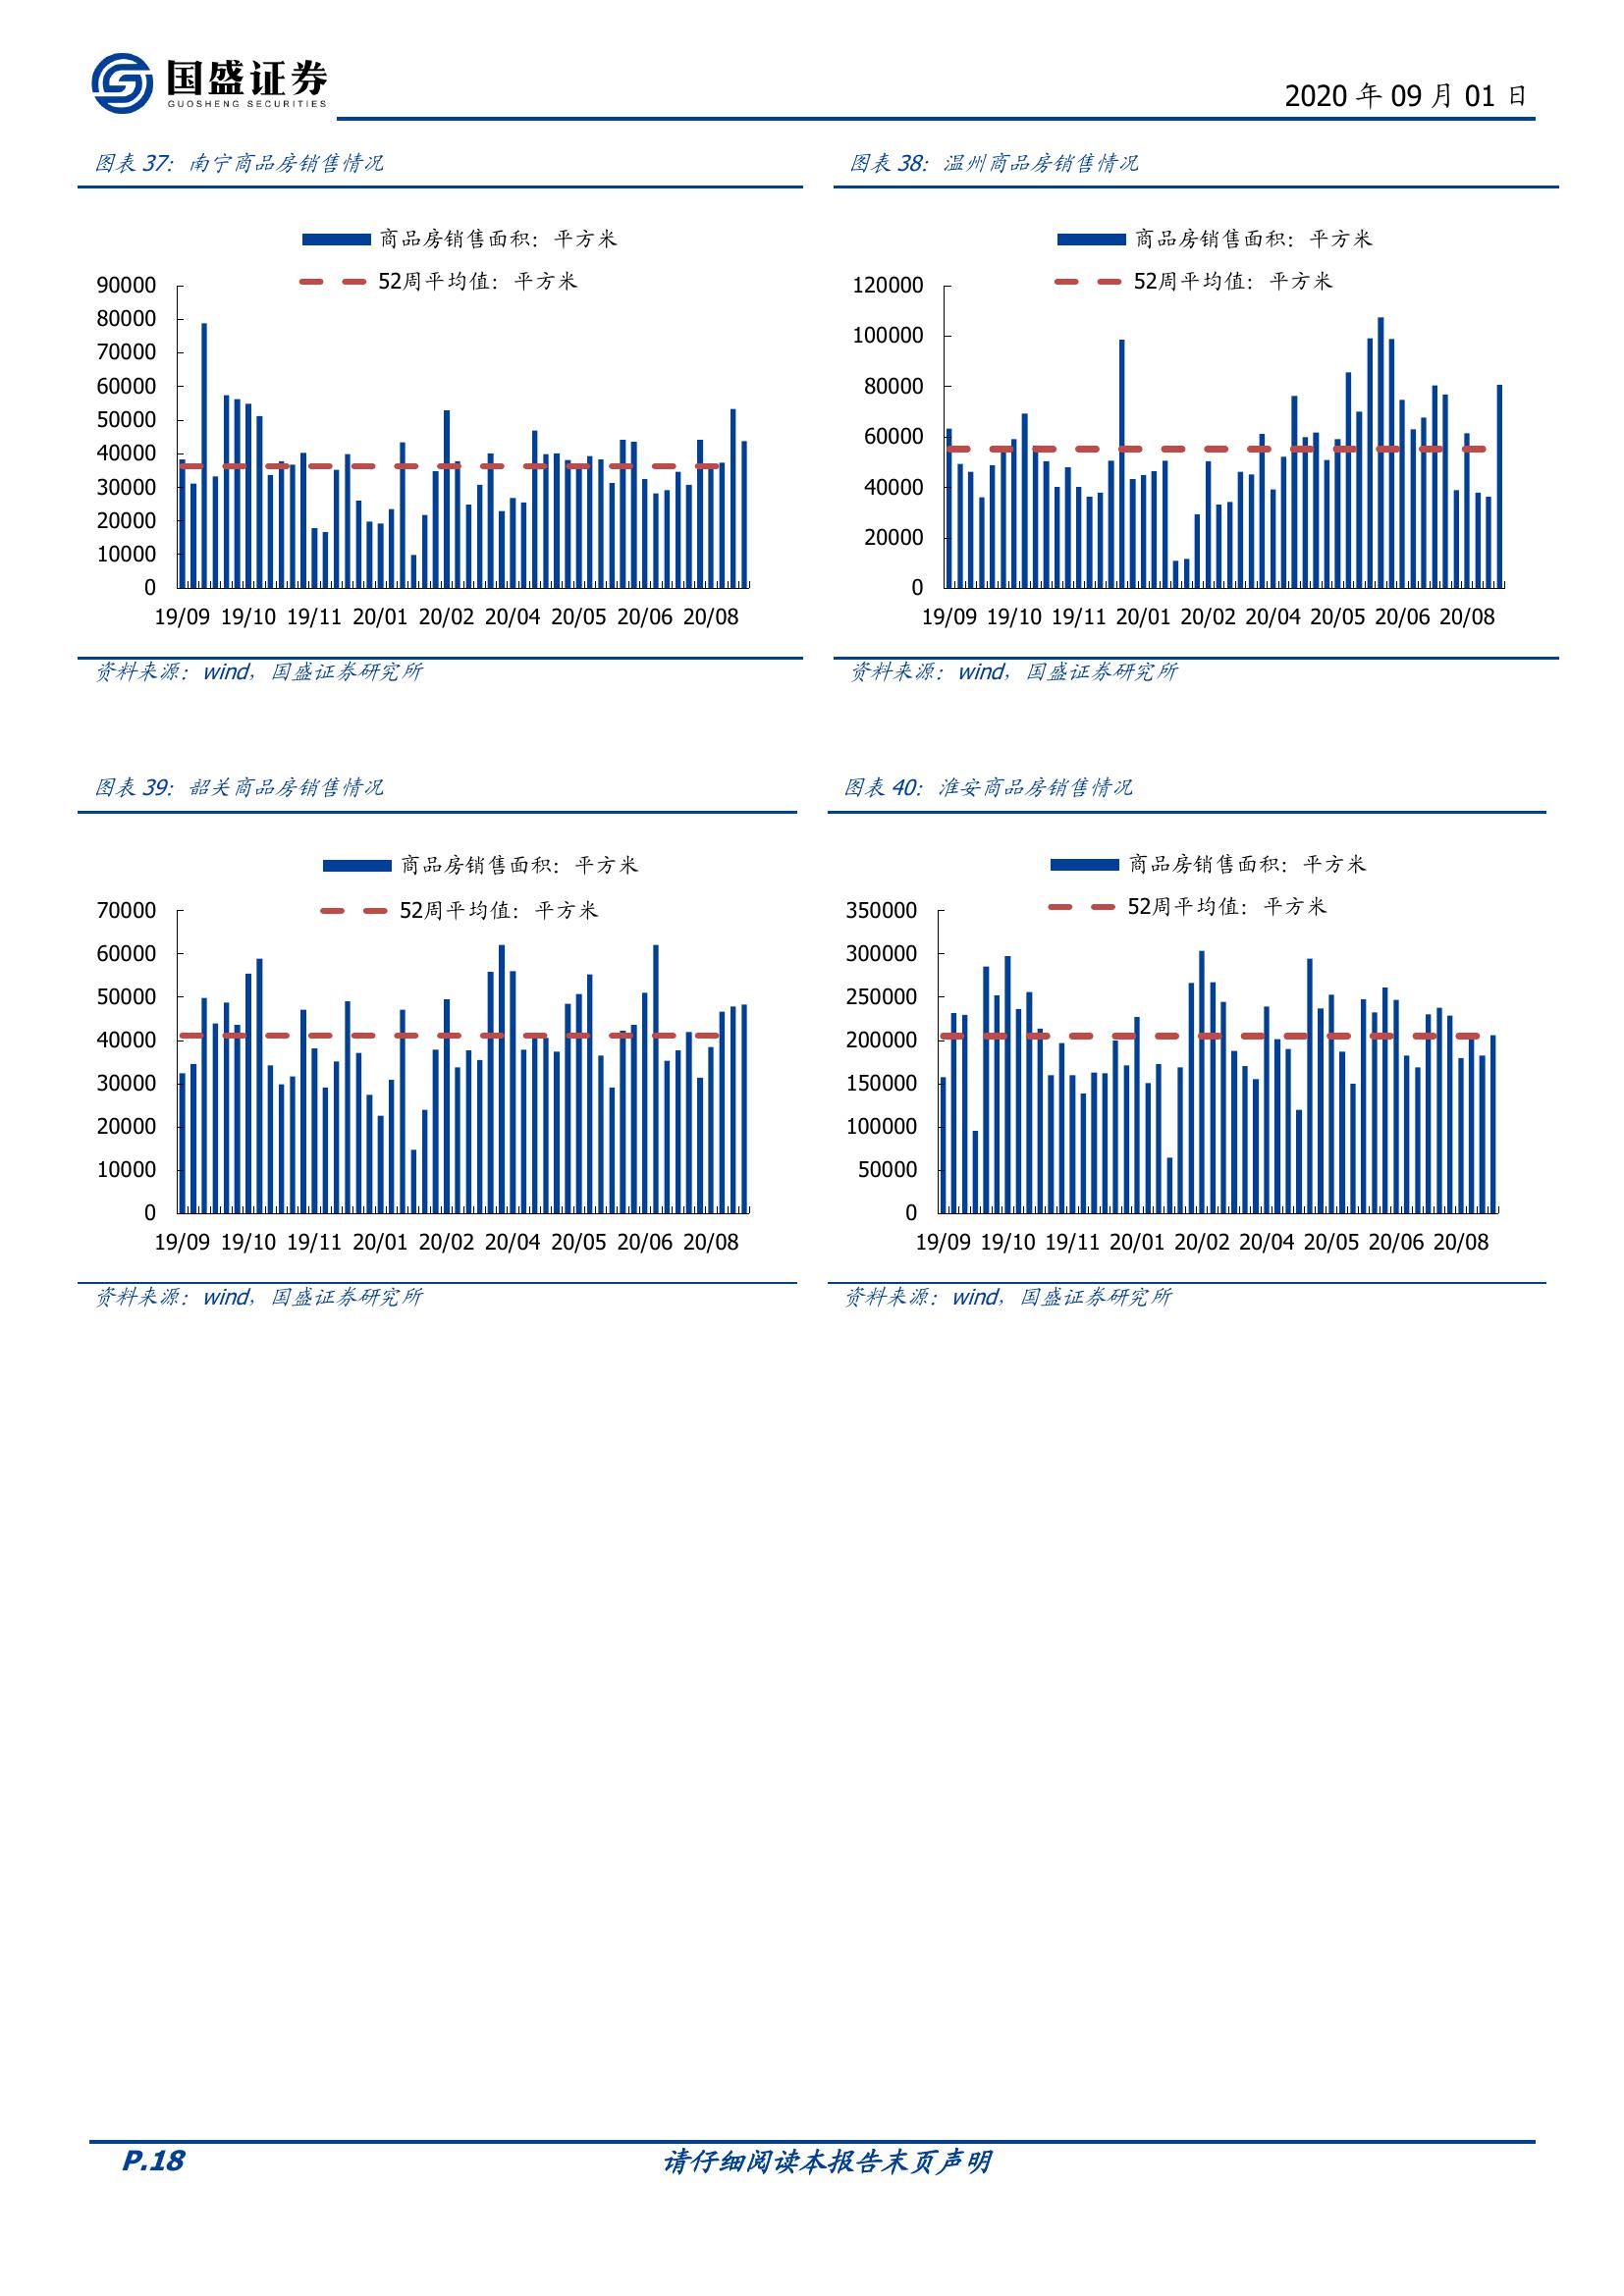 国盛证券
GUOSHENG SECURITIES
2020 年 09 月 01 日
图表 37：南宁商品房销售情况
商品房销售面积：平方米
52周平均值：平方米
90000
80000
70000
60000
50000
40000
30000
20000
10000
0
19/09 19/10 19/11 20/01 20/02 20/04 20/05 20/06 20/08
资料来源：wind，国盛证券研究所
图表 38：温州商品房销售情况
商品房销售面积：平方米
52周平均值：平方米
120000
100000
80000
60000
40000
20000
0
19/09 19/10 19/11 20/01 20/02 20/04 20/05 20/06 20/08
资料来源：wind，国盛证券研究所
图表 39：韶关商品房销售情况
商品房销售面积：平方米
52周平均值：平方米
70000
60000
50000
40000
30000
20000
10000
0
19/09 19/10 19/11 20/01 20/02 20/04 20/05 20/06 20/08
资料来源：wind，国盛证券研究所
图表 40：淮安商品房销售情况
商品房销售面积：平方米
52周平均值：平方米
350000
300000
250000
200000
150000
100000
50000
0
19/09 19/10 19/11 20/01 20/02 20/04 20/05 20/06 20/08
资料来源：wind，国盛证券研究所
P.18
请仔细阅读本报告末页声明